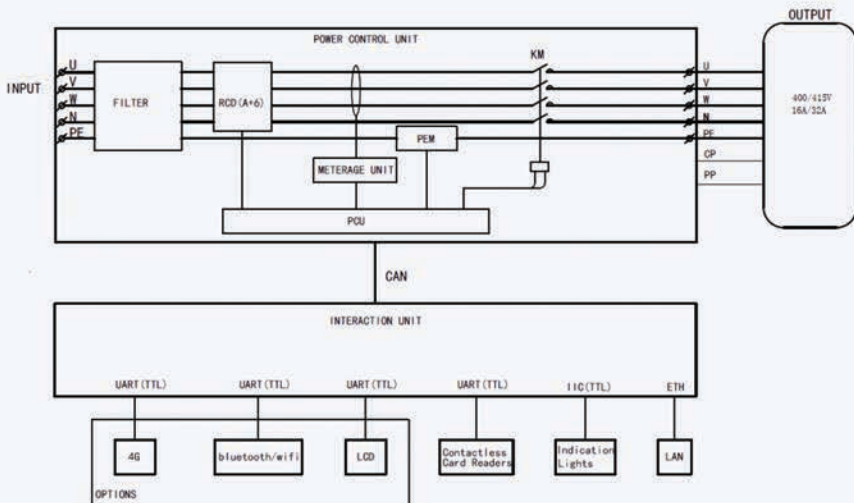 OUTPUT
POWER CONTROL UNIT
KM
INPUT
U
V
W
N
PE
FILTER
RCD(A+6)
PEM
METERAGE UNIT
PCU
U
V
W
N
PE
CP
PP
400/415V
16A/32A
CAN
INTERACTION UNIT
UART(TTL)
UART(TTL)
UART(TTL)
UART(TTL)
IIC(TTL)
ETH
4G
bluetooth/wifi
LCD
Contactless
Card Readers
Indication
Lights
LAN
OPTIONS